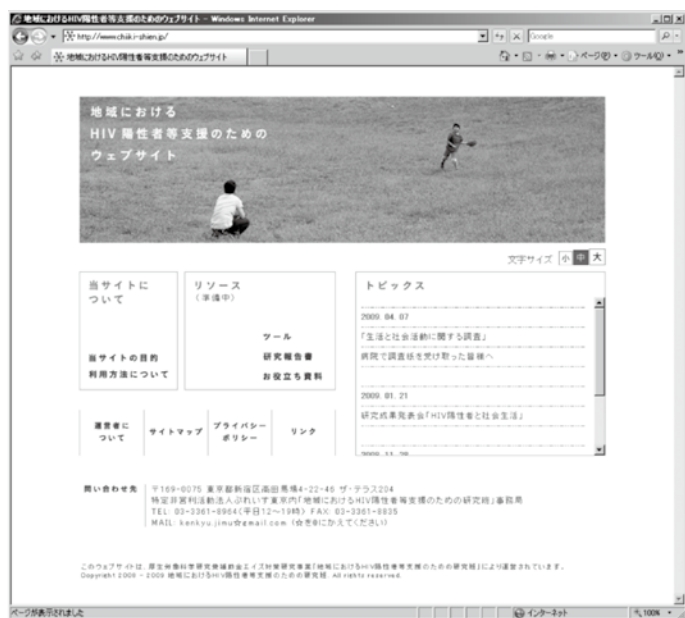 地域におけるHIV陽性者等支援のためのウェブサイト - Windows Internet Explorer
http://www.chiiki-shien.jp/
Google
地域におけるHIV陽性者等支援のためのウェブサイト
ページ(P)
ツール(O)
地域における
HIV 陽性者等支援のための
ウェブサイト
文字サイズ 小 中 大
当サイトに
ついて
当サイトの目的
利用方法について
リソース
(準備中)
ツール
研究報告書
お役立ち資料
トピックス
2009. 04. 07
「生活と社会活動に関する調査」
病院で調査紙を受け取った皆様へ
2009. 01. 21
研究成果発表会「HIV陽性者と社会生活」
2008. 11. 28
運営者に
ついて
サイトマップ
プライバシー
ポリシー
リンク
問い合わせ先
〒169-0075 東京都新宿区高田馬場4-22-46 ザ・テラス204
特定非営利活動法人ぷれいす東京内「地域におけるHIV陽性者等支援のための研究班」事務局
TEL: 03-3361-8964(平日12〜19時) FAX: 03-3361-8835
MAIL: kenkyu.jimu☆gmail.com (☆を@にかえてください)
このウェブサイトは、厚生労働科学研究費補助金エイズ対策研究事業「地域におけるHIV陽性者等支援のための研究班」により運営されています。
Copyright 2008 - 2009 地域におけるHIV陽性者等支援のための研究班. All rights reserved.
ページが表示されました
インターネット
100%